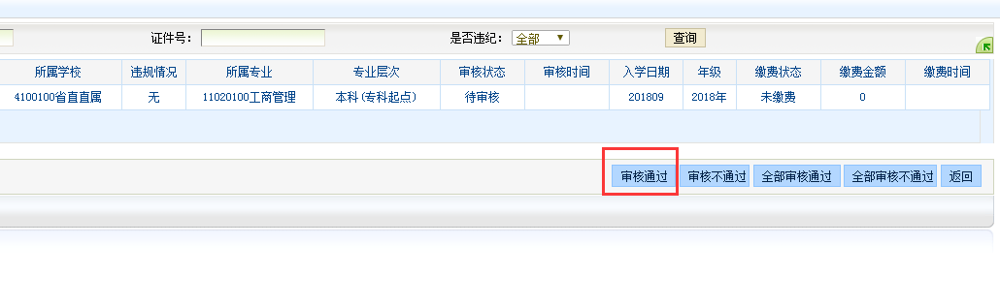 证件号: 是否违纪: 全部 查询
所属学校 违规情况 所属专业 专业层次 审核状态 审核时间 入学日期 年级 缴费状态 缴费金额 缴费时间
4100100省直直属 无 11020100工商管理 本科(专科起点) 待审核 201809 2018年 未缴费 0
审核通过 审核不通过 全部审核通过 全部审核不通过 返回